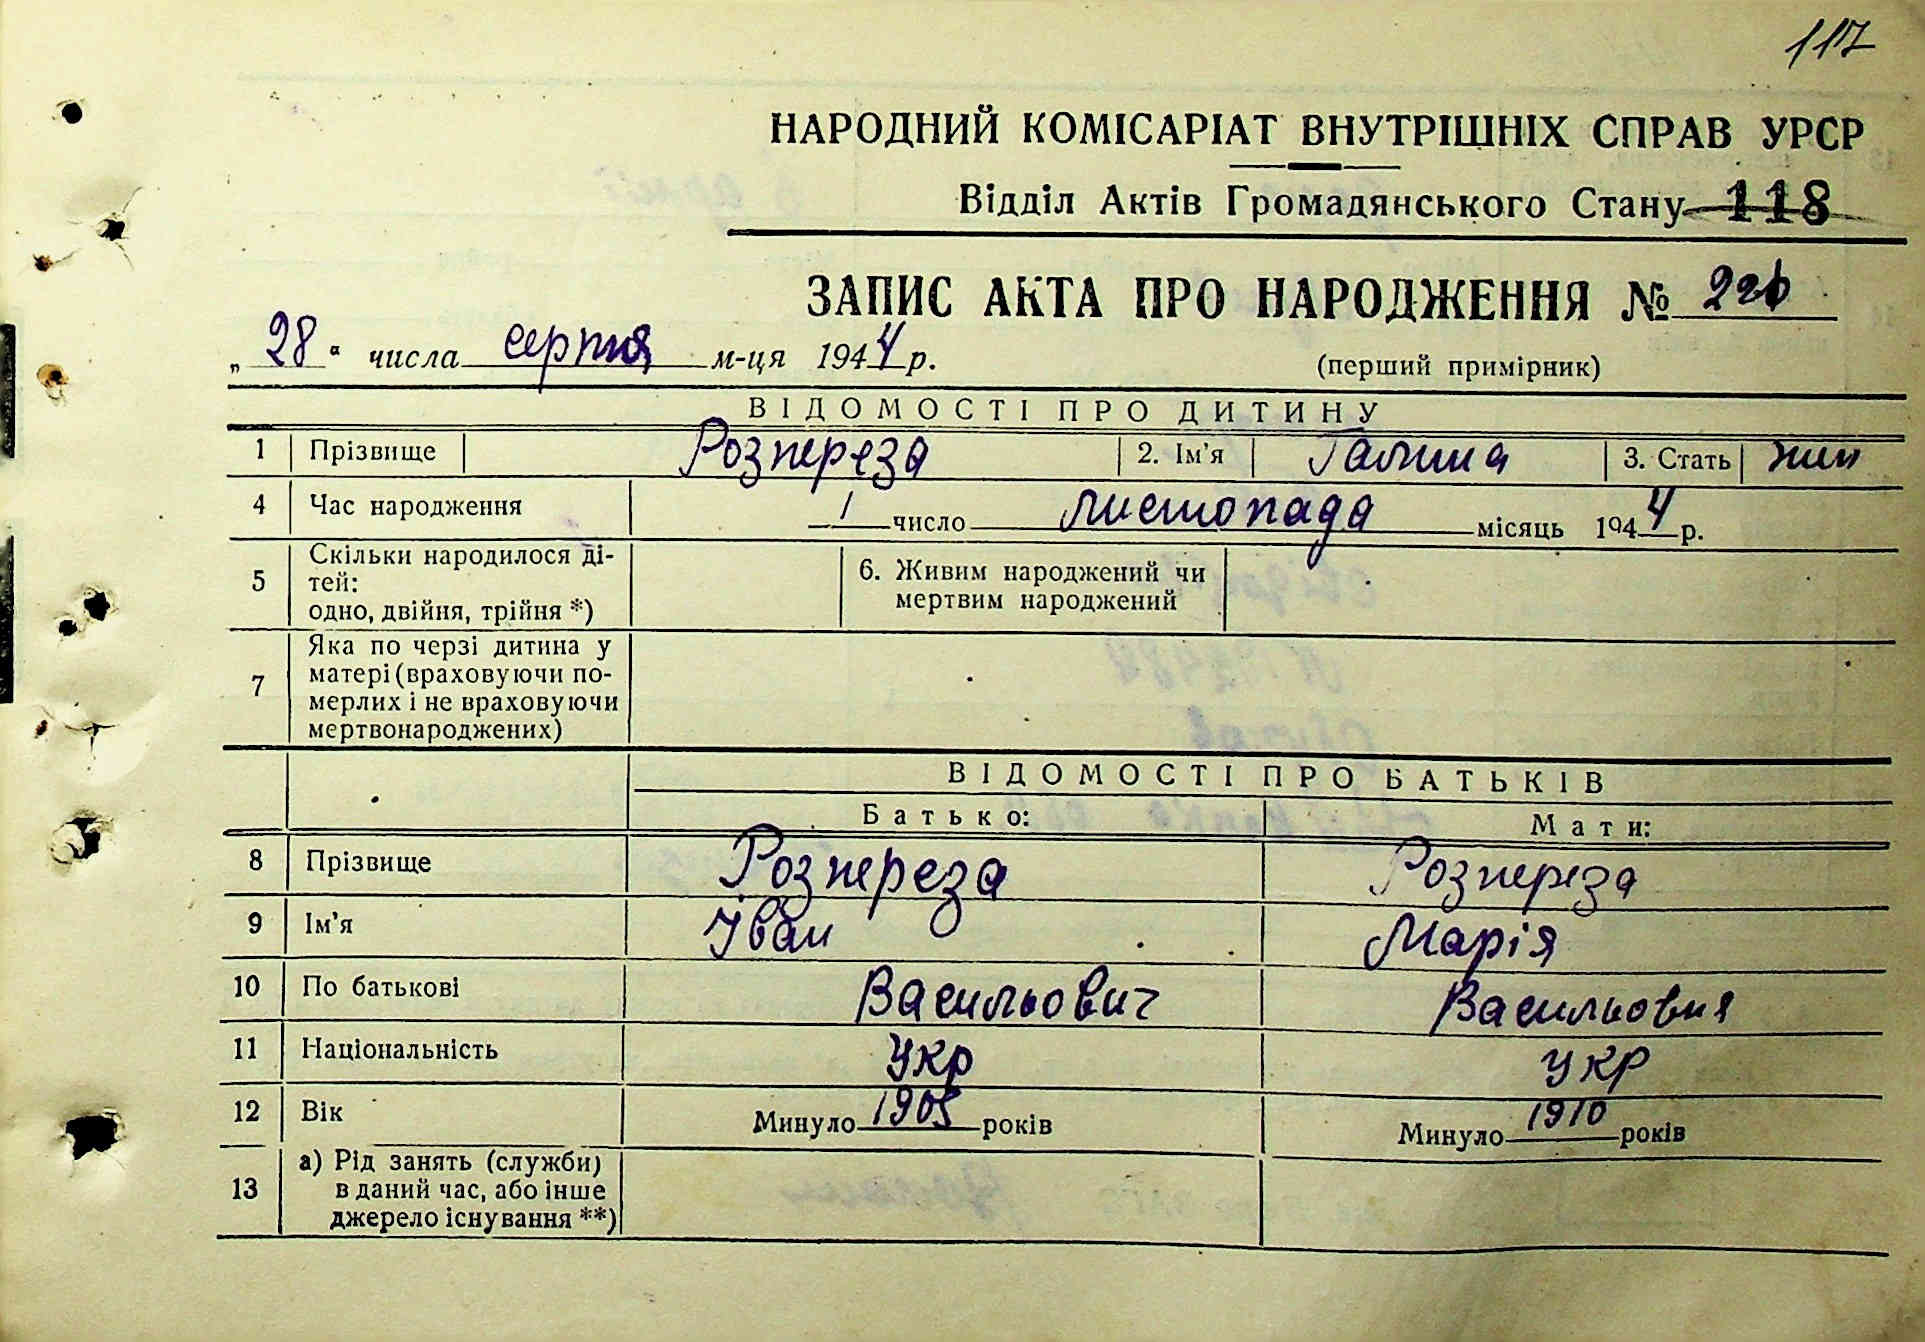 117
НАРОДНИЙ КОМІСАРІАТ ВНУТРІШНІХ СПРАВ УРСР
Відділ Актів Громадянського Стану 118
ЗАПИС АКТА ПРО НАРОДЖЕННЯ №
„ 28 “ числа серпня м-ця 1944 р.
(перший примірник)
ВІДОМОСТІ ПРО ДИТИНУ
1 Прізвище Розпереза 2. Ім'я Галина 3. Стать жін
4 Час народження 1 число листопада місяць 1944 р.
5 Скільки народилося ді-
тей:
одно, двійня, трійня *)
6. Живим народжений чи
мертвим народжений
7 Яка по черзі дитина у
матері (враховуючи по-
мерлих і не враховуючи
мертвонароджених)
ВІДОМОСТІ ПРО БАТЬКІВ
Батько: Мати:
8 Прізвище Розпереза Розпереза
9 Ім'я Іван Марія
10 По батькові Васильович Васильовня
11 Національність укр укр
12 Вік Минуло 1905 років Минуло 1910 років
13 а) Рід занять (служби)
в даний час, або інше
джерело існування **)